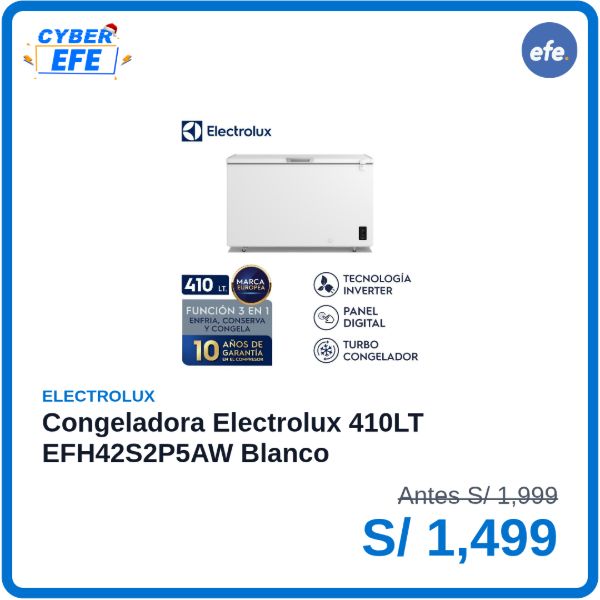 CYBER
EFE
efe.
Electrolux
410 LT.
MARCA
EUROPEA
FUNCIÓN 3 EN 1
ENFRIA, CONSERVA
Y CONGELA
10 AÑOS DE
GARANTÍA
EN EL COMPRESOR
TECNOLOGÍA
INVERTER
PANEL
DIGITAL
TURBO
CONGELADOR
ELECTROLUX
Congeladora Electrolux 410LT
EFH42S2P5AW Blanco
Antes S/ 1,999
S/ 1,499